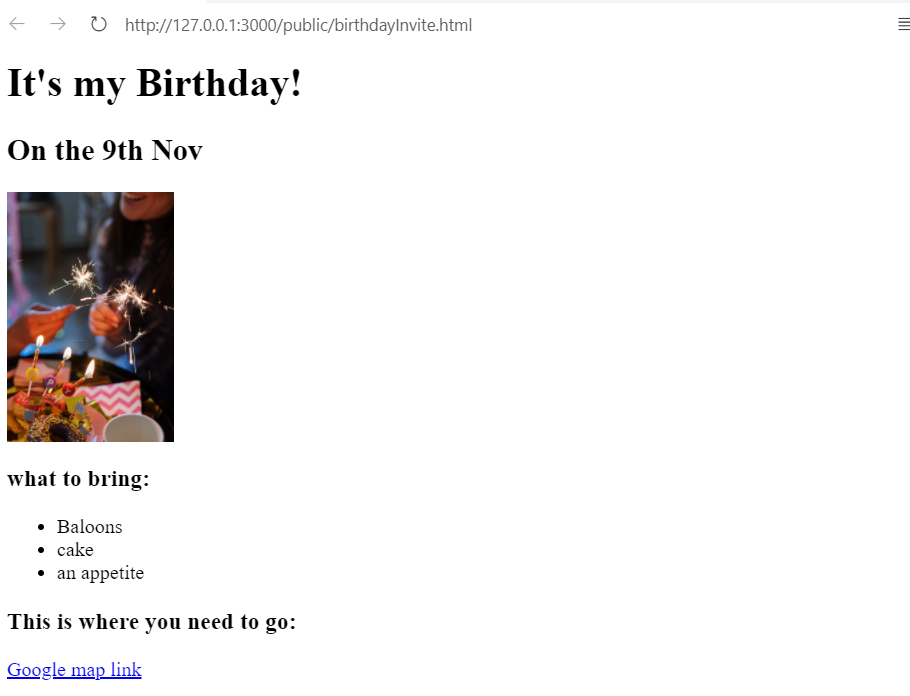 http://127.0.0.1:3000/public/birthdayInvite.html
It's my Birthday!
On the 9th Nov
what to bring:
Baloons
cake
an appetite
This is where you need to go:
Google map link